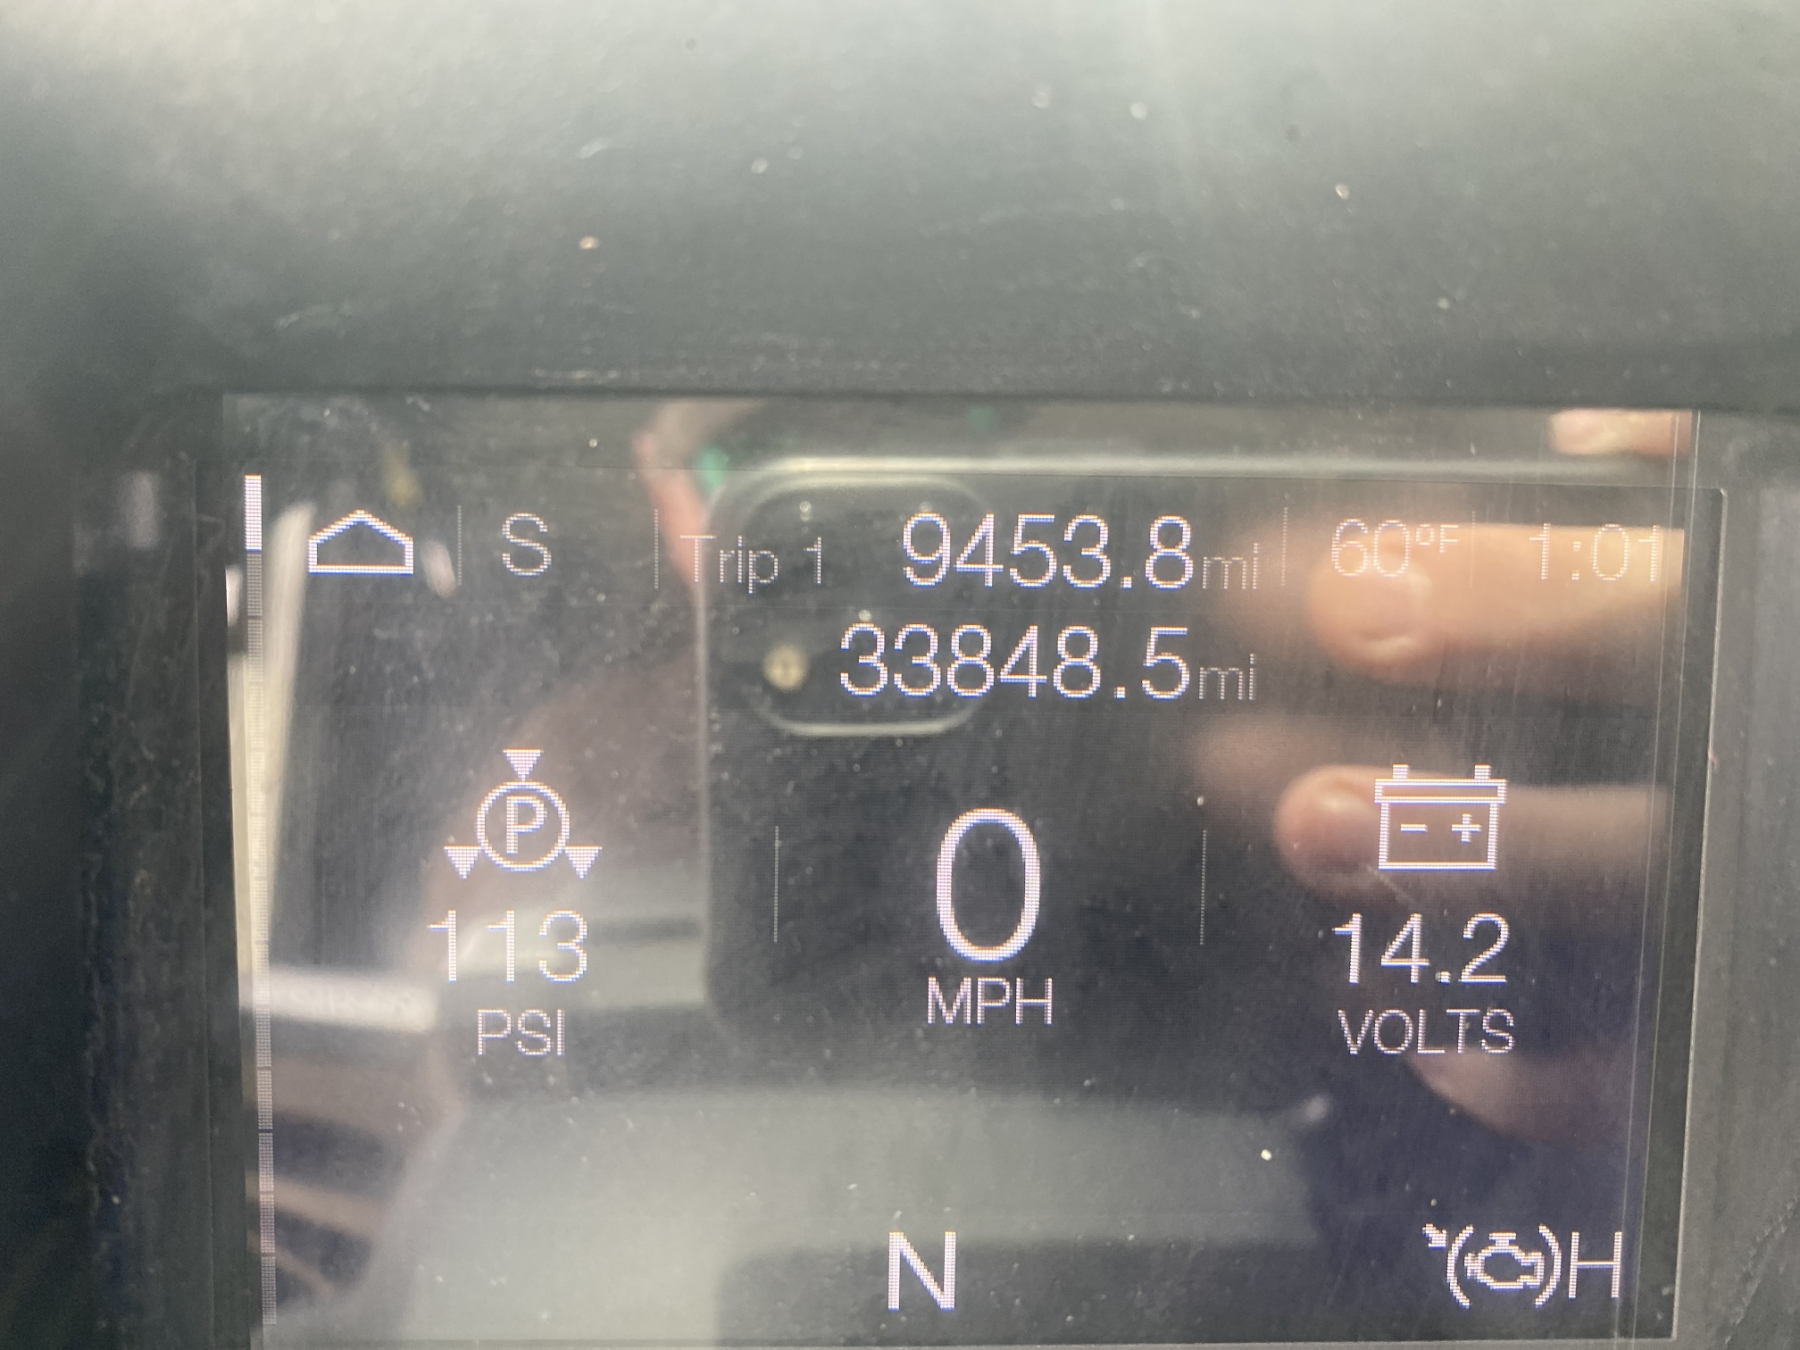 S Trip 1 9453.8mi 60°F 1:01
33848.5mi
P
113 0 14.2
PSI MPH VOLTS
N H